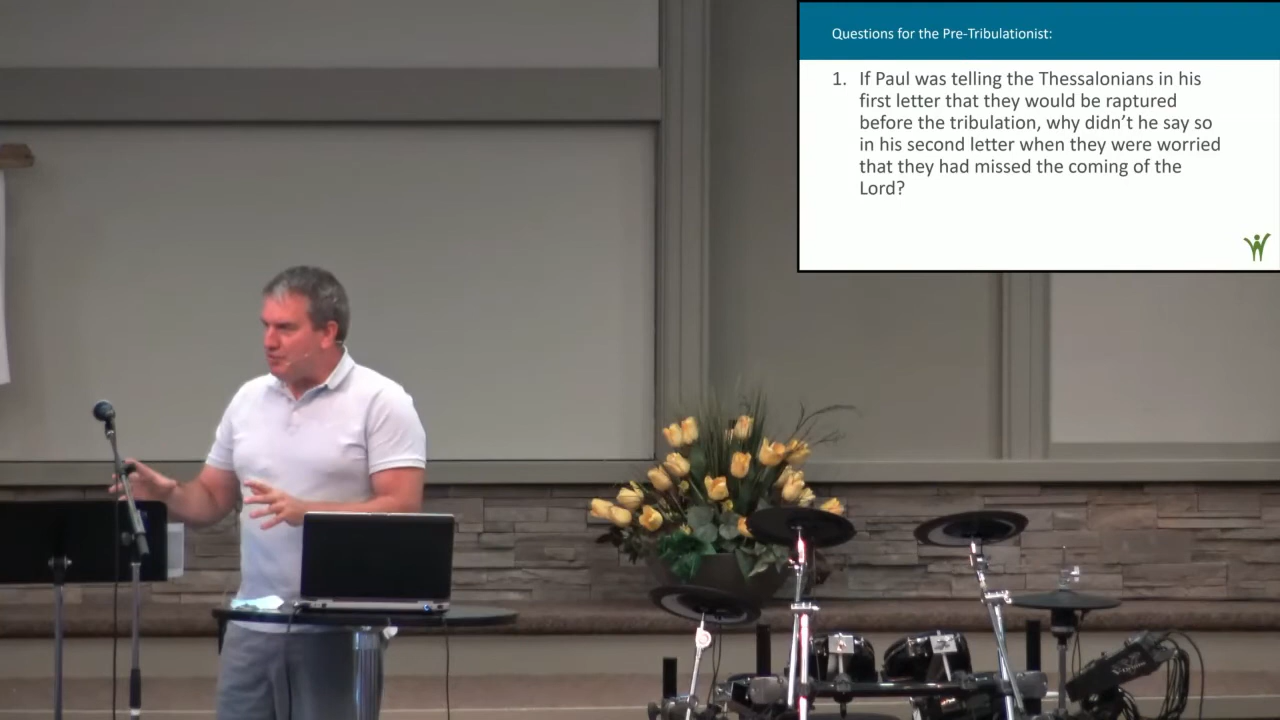 Questions for the Pre-Tribulationist:
1. If Paul was telling the Thessalonians in his
first letter that they would be raptured
before the tribulation, why didn't he say so
in his second letter when they were worried
that they had missed the coming of the
Lord?